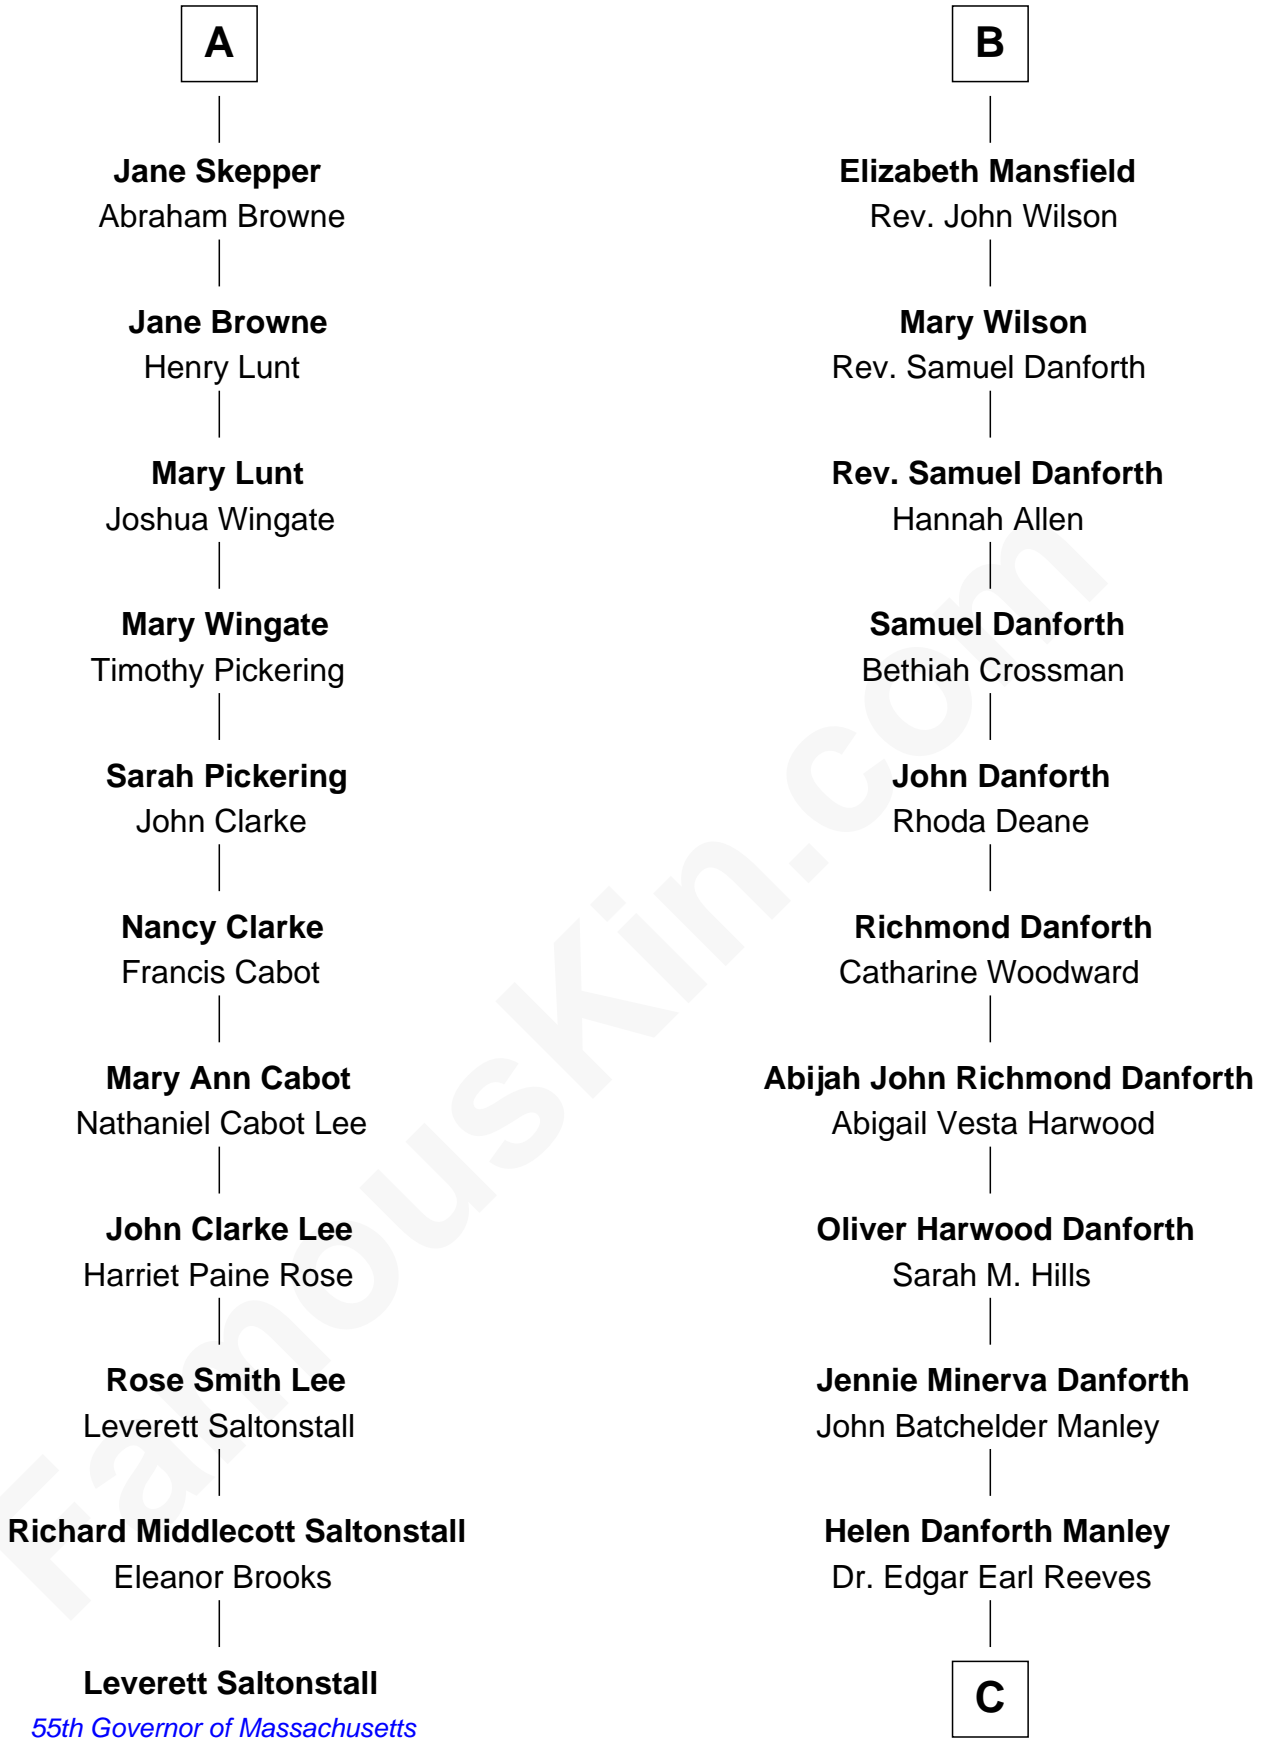 A
Jane Skepper
Abraham Browne
Jane Browne
Henry Lunt
Mary Lunt
Joshua Wingate
Mary Wingate
Timothy Pickering
Sarah Pickering
John Clarke
Nancy Clarke
Francis Cabot
Mary Ann Cabot
Nathaniel Cabot Lee
John Clarke Lee
Harriet Paine Rose
Rose Smith Lee
Leverett Saltonstall
Richard Middlecott Saltonstall
Eleanor Brooks
Leverett Saltonstall
55th Governor of Massachusetts
B
Elizabeth Mansfield
Rev. John Wilson
Mary Wilson
Rev. Samuel Danforth
Rev. Samuel Danforth
Hannah Allen
Samuel Danforth
Bethiah Crossman
John Danforth
Rhoda Deane
Richmond Danforth
Catharine Woodward
Abijah John Richmond Danforth
Abigail Vesta Harwood
Oliver Harwood Danforth
Sarah M. Hills
Jennie Minerva Danforth
John Batchelder Manley
Helen Danforth Manley
Dr. Edgar Earl Reeves
C
FamousKin.com